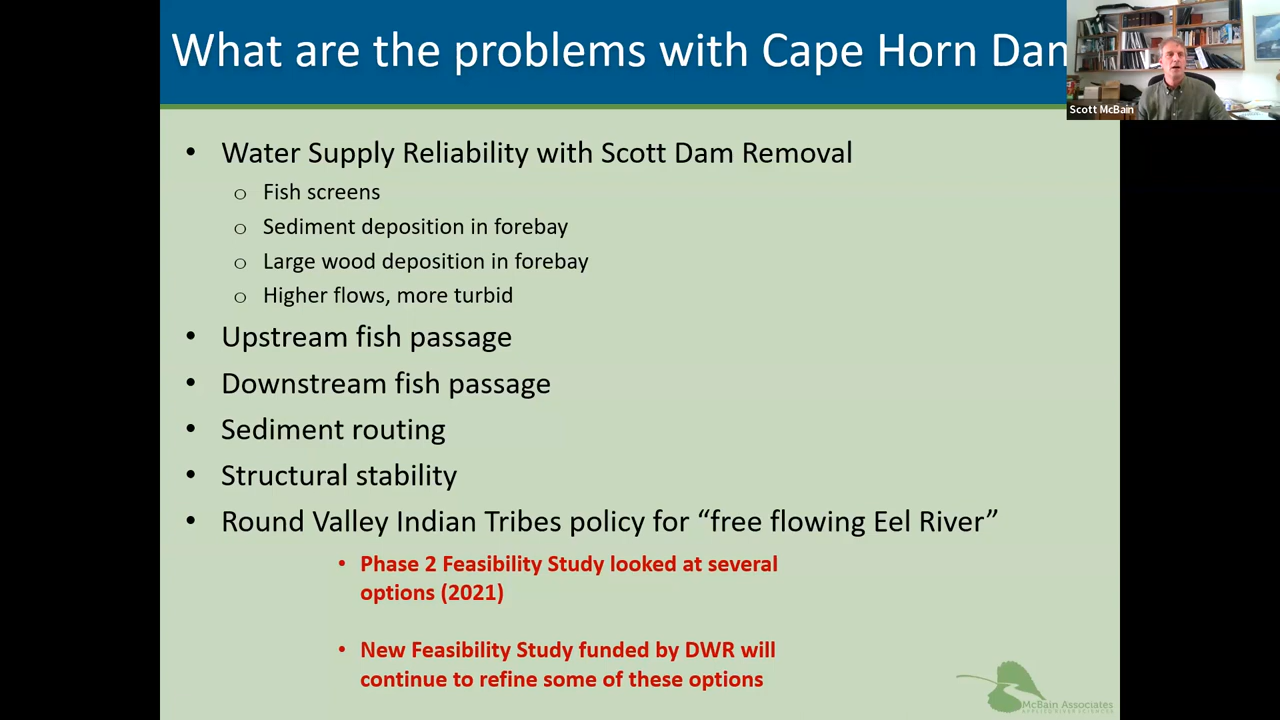 What are the problems with Cape Horn Dam
Scott McBain
• Water Supply Reliability with Scott Dam Removal
o Fish screens
o Sediment deposition in forebay
o Large wood deposition in forebay
o Higher flows, more turbid
• Upstream fish passage
• Downstream fish passage
• Sediment routing
• Structural stability
• Round Valley Indian Tribes policy for “free flowing Eel River”
• Phase 2 Feasibility Study looked at several
options (2021)
• New Feasibility Study funded by DWR will
continue to refine some of these options
McBain Associates
APPLIED RIVER SCIENCES